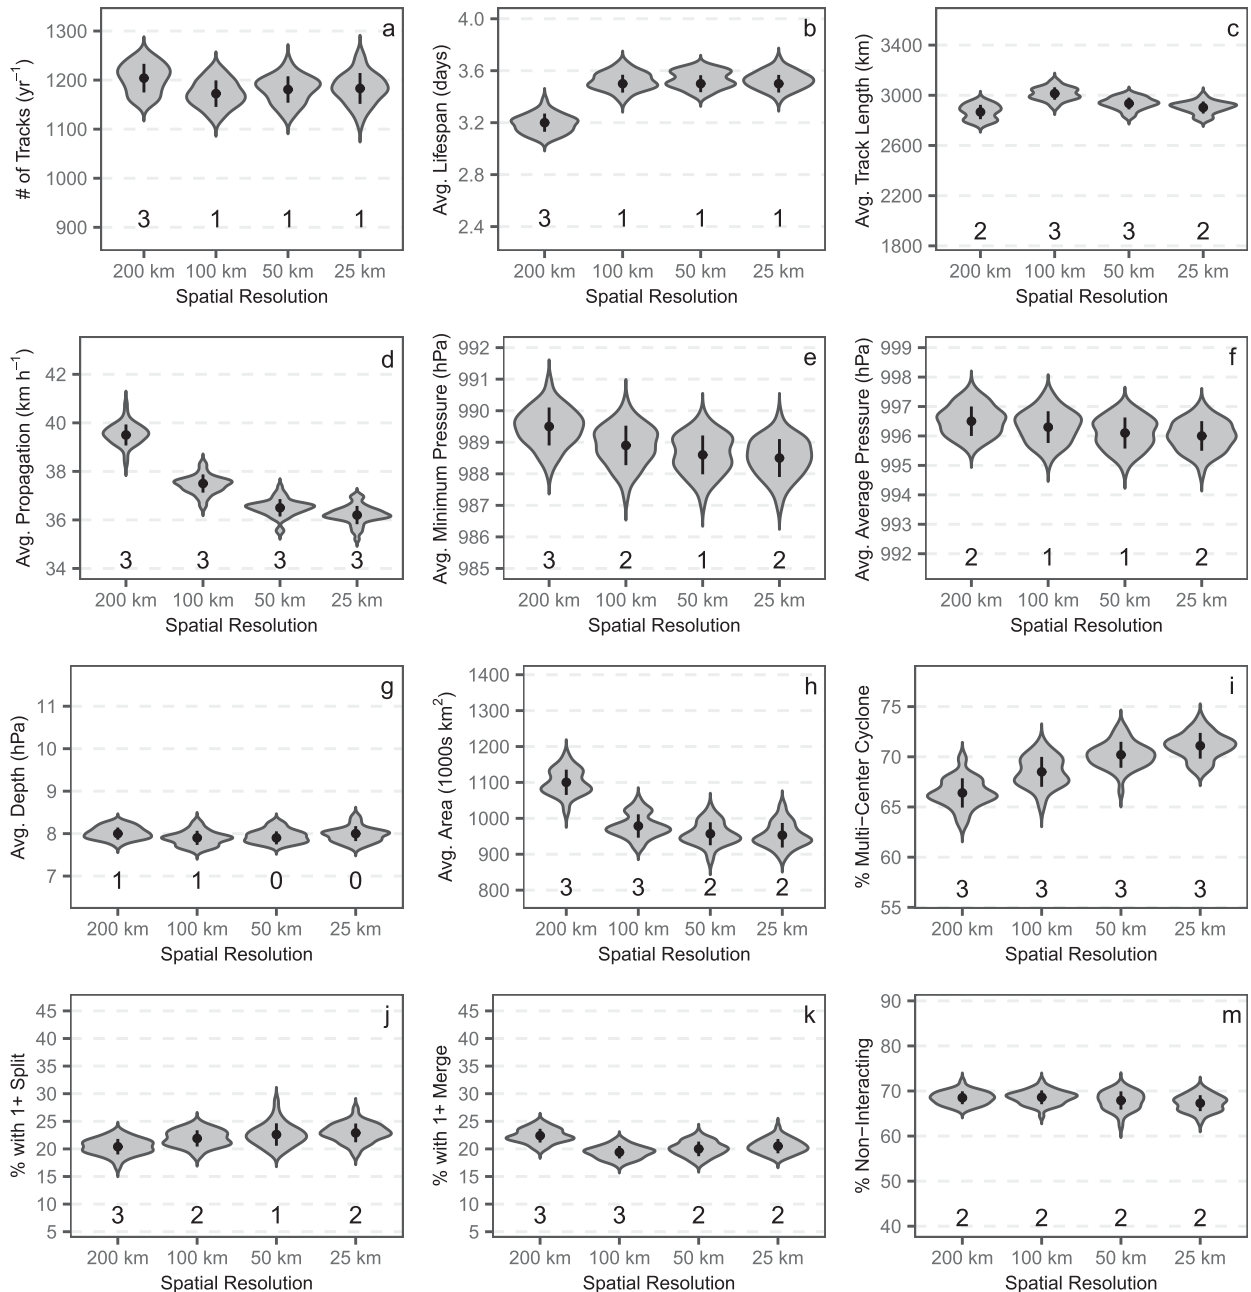 a
# of Tracks (yr⁻¹)
1300
1200
1100
1000
900
3 1 1 1
200 km 100 km 50 km 25 km
Spatial Resolution
b
Avg. Lifespan (days)
4.0
3.6
3.2
2.8
2.4
3 1 1 1
200 km 100 km 50 km 25 km
Spatial Resolution
c
Avg. Track Length (km)
3400
3000
2600
2200
1800
2 3 3 2
200 km 100 km 50 km 25 km
Spatial Resolution
d
Avg. Propagation (km h⁻¹)
42
40
38
36
34
3 3 3 3
200 km 100 km 50 km 25 km
Spatial Resolution
e
Avg. Minimum Pressure (hPa)
992
991
990
989
988
987
986
985
3 2 1 2
200 km 100 km 50 km 25 km
Spatial Resolution
f
Avg. Average Pressure (hPa)
999
998
997
996
995
994
993
992
2 1 1 2
200 km 100 km 50 km 25 km
Spatial Resolution
g
Avg. Depth (hPa)
11
10
9
8
7
1 1 0 0
200 km 100 km 50 km 25 km
Spatial Resolution
h
Avg. Area (1000s km²)
1400
1300
1200
1100
1000
900
800
3 3 2 2
200 km 100 km 50 km 25 km
Spatial Resolution
i
% Multi−Center Cyclone
75
70
65
60
55
3 3 3 3
200 km 100 km 50 km 25 km
Spatial Resolution
j
% with 1+ Split
45
40
35
30
25
20
15
10
5
3 2 1 2
200 km 100 km 50 km 25 km
Spatial Resolution
k
% with 1+ Merge
45
40
35
30
25
20
15
10
5
3 3 2 2
200 km 100 km 50 km 25 km
Spatial Resolution
m
% Non−Interacting
90
80
70
60
50
40
2 2 2 2
200 km 100 km 50 km 25 km
Spatial Resolution